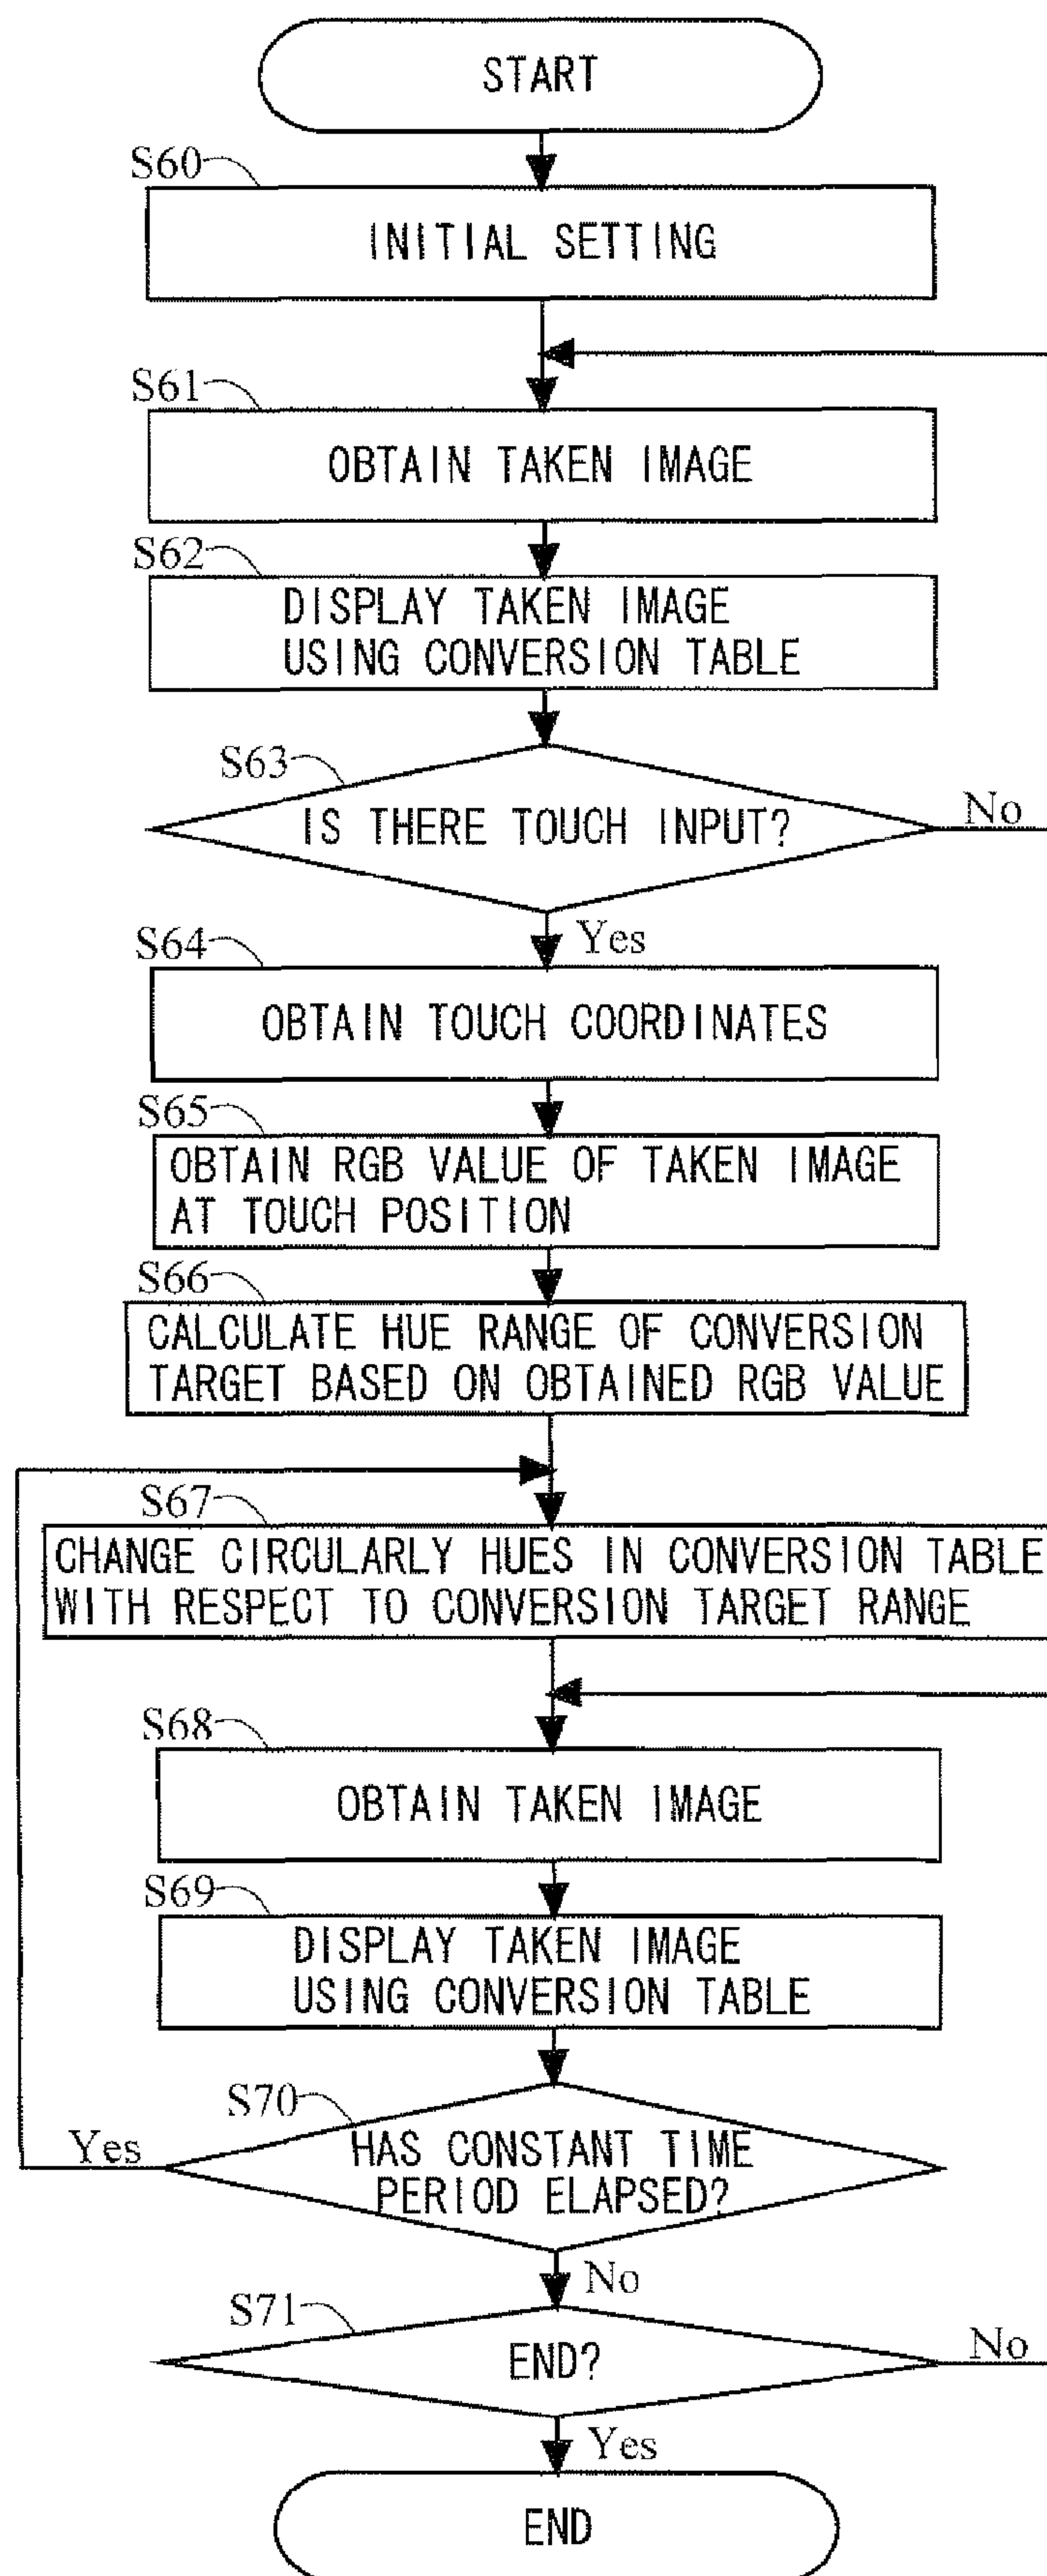 START
S60
INITIAL SETTING
S61
OBTAIN TAKEN IMAGE
S62
DISPLAY TAKEN IMAGE
USING CONVERSION TABLE
S63
IS THERE TOUCH INPUT?
No
Yes
S64
OBTAIN TOUCH COORDINATES
S65
OBTAIN RGB VALUE OF TAKEN IMAGE
AT TOUCH POSITION
S66
CALCULATE HUE RANGE OF CONVERSION
TARGET BASED ON OBTAINED RGB VALUE
S67
CHANGE CIRCULARLY HUES IN CONVERSION TABLE
WITH RESPECT TO CONVERSION TARGET RANGE
S68
OBTAIN TAKEN IMAGE
S69
DISPLAY TAKEN IMAGE
USING CONVERSION TABLE
S70
Yes
HAS CONSTANT TIME
PERIOD ELAPSED?
No
S71
END?
No
Yes
END